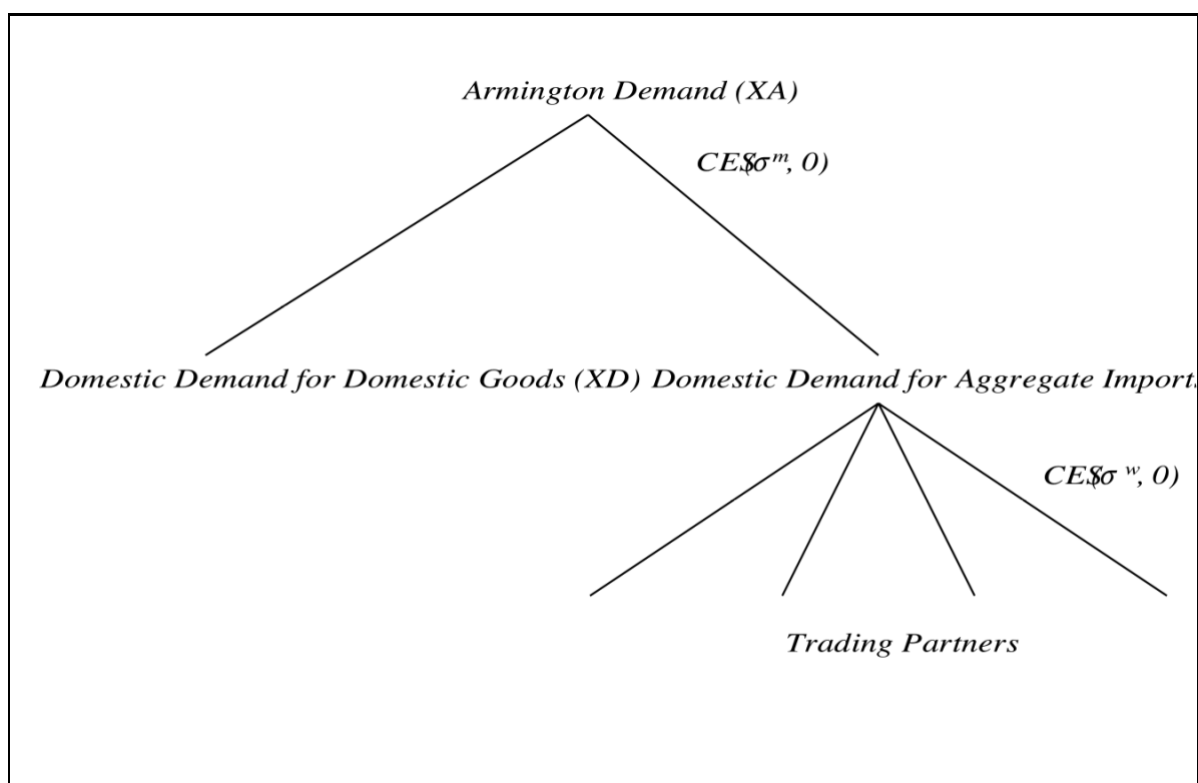 Armington Demand (XA)
CES(σ^m, 0)
Domestic Demand for Domestic Goods (XD) Domestic Demand for Aggregate Imports
CES(σ^w, 0)
Trading Partners